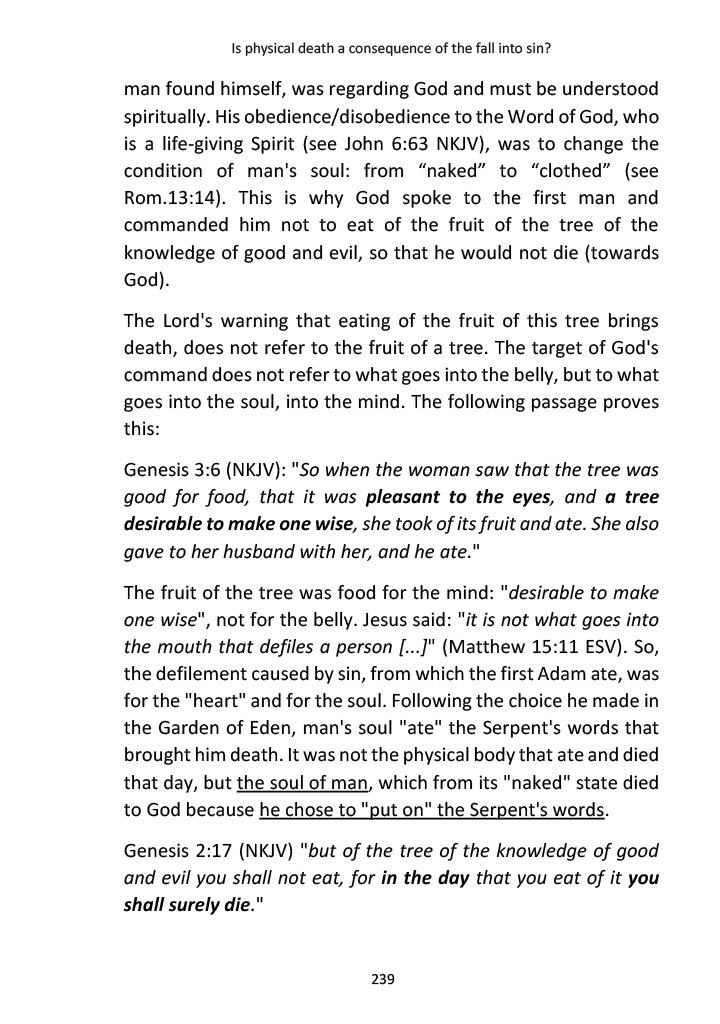 Is physical death a consequence of the fall into sin?
man found himself, was regarding God and must be understood
spiritually. His obedience/disobedience to the Word of God, who
is a life-giving Spirit (see John 6:63 NKJV), was to change the
condition of man's soul: from “naked” to “clothed” (see
Rom.13:14). This is why God spoke to the first man and
commanded him not to eat of the fruit of the tree of the
knowledge of good and evil, so that he would not die (towards
God).
The Lord's warning that eating of the fruit of this tree brings
death, does not refer to the fruit of a tree. The target of God's
command does not refer to what goes into the belly, but to what
goes into the soul, into the mind. The following passage proves
this:
Genesis 3:6 (NKJV): "So when the woman saw that the tree was
good for food, that it was pleasant to the eyes, and a tree
desirable to make one wise, she took of its fruit and ate. She also
gave to her husband with her, and he ate."
The fruit of the tree was food for the mind: "desirable to make
one wise", not for the belly. Jesus said: "it is not what goes into
the mouth that defiles a person [...]" (Matthew 15:11 ESV). So,
the defilement caused by sin, from which the first Adam ate, was
for the "heart" and for the soul. Following the choice he made in
the Garden of Eden, man's soul "ate" the Serpent's words that
brought him death. It was not the physical body that ate and died
that day, but the soul of man, which from its "naked" state died
to God because he chose to "put on" the Serpent's words.
Genesis 2:17 (NKJV) "but of the tree of the knowledge of good
and evil you shall not eat, for in the day that you eat of it you
shall surely die."
239